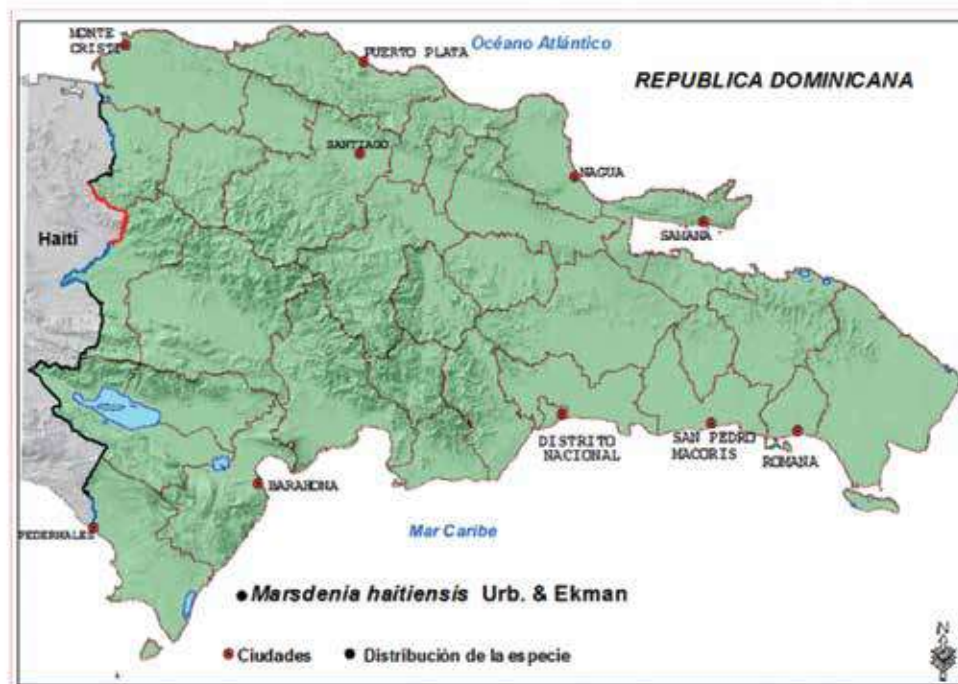 MONTE
CRISTI
PUERTO PLATA
Océano Atlántico
REPUBLICA DOMINICANA
SANTIAGO
NAGUA
SAMANA
Haití
DISTRITO
NACIONAL
SAN PEDRO
MACORIS
LA
ROMANA
BARAHONA
PEDERNALES
Mar Caribe
Marsdenia haitiensis Urb. & Ekman
Ciudades
Distribución de la especie
N